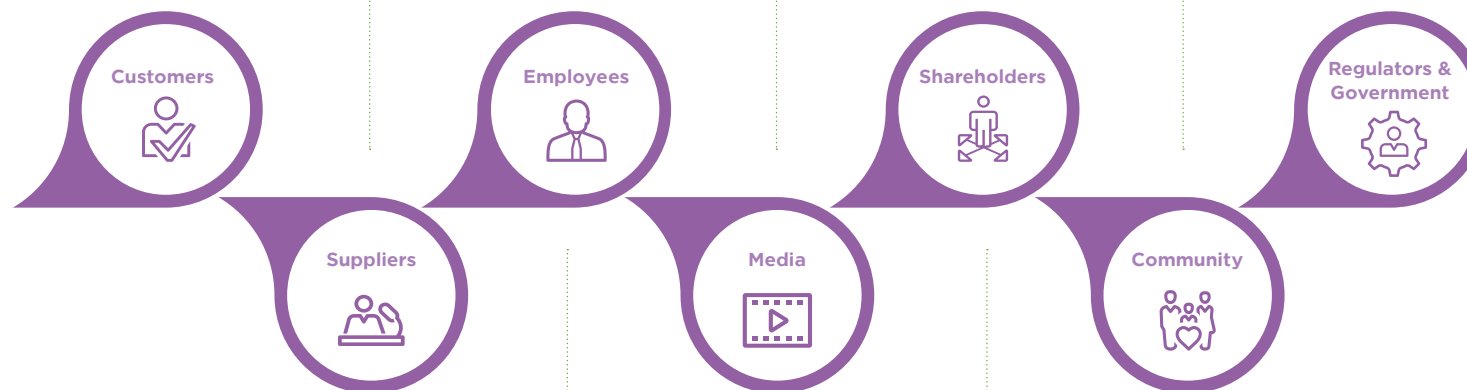 Customers
Employees
Shareholders
Regulators &
Government
Suppliers
Media
Community